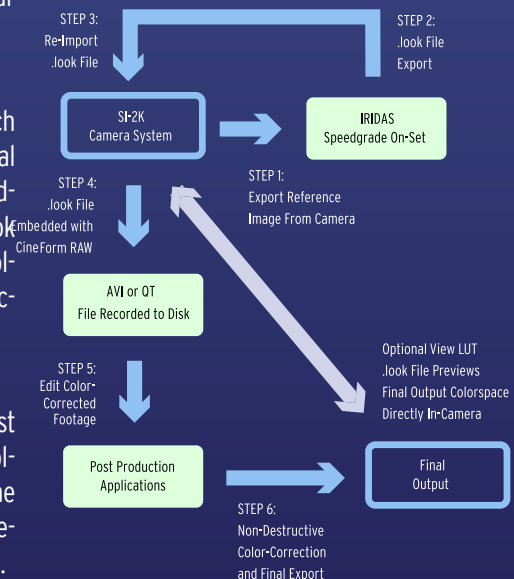 STEP 3:
Re-Import
.look File
STEP 2:
.look File
Export
SI-2K
Camera System
IRIDAS
Speedgrade On-Set
STEP 1:
Export Reference
Image From Camera
STEP 4:
.look File
Embedded with
CineForm RAW
AVI or QT
File Recorded to Disk
Optional View LUT
.look File Previews
Final Output Colorspace
Directly In-Camera
STEP 5:
Edit Color-
Corrected
Footage
Post Production
Applications
Final
Output
STEP 6:
Non-Destructive
Color-Correction
and Final Export